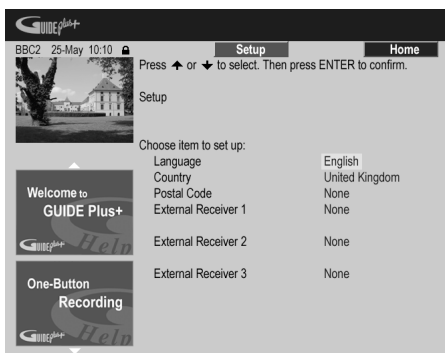 GUIDE Plus+
BBC2 25-May 10:10
Setup
Home
Press ↑ or ↓ to select. Then press ENTER to confirm.
Setup
Choose item to set up:
Language English
Country United Kingdom
Postal Code None
External Receiver 1 None
External Receiver 2 None
External Receiver 3 None
Welcome to
GUIDE Plus+
GUIDE Plus+ Help
One-Button
Recording
GUIDE Plus+ Help